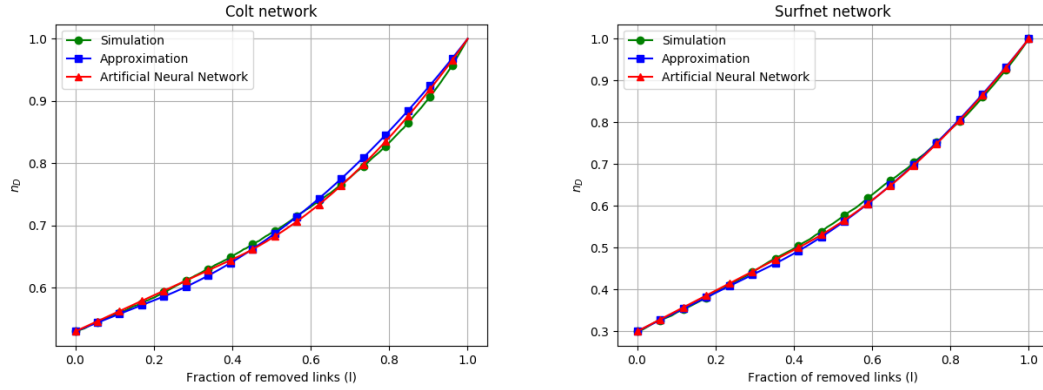 Colt network
Simulation
Approximation
Artificial Neural Network
1.0
0.9
0.8
0.7
0.6
n_D
0.0 0.2 0.4 0.6 0.8 1.0
Fraction of removed links (l)
Surfnet network
Simulation
Approximation
Artificial Neural Network
1.0
0.9
0.8
0.7
0.6
0.5
0.4
0.3
n_D
0.0 0.2 0.4 0.6 0.8 1.0
Fraction of removed links (l)